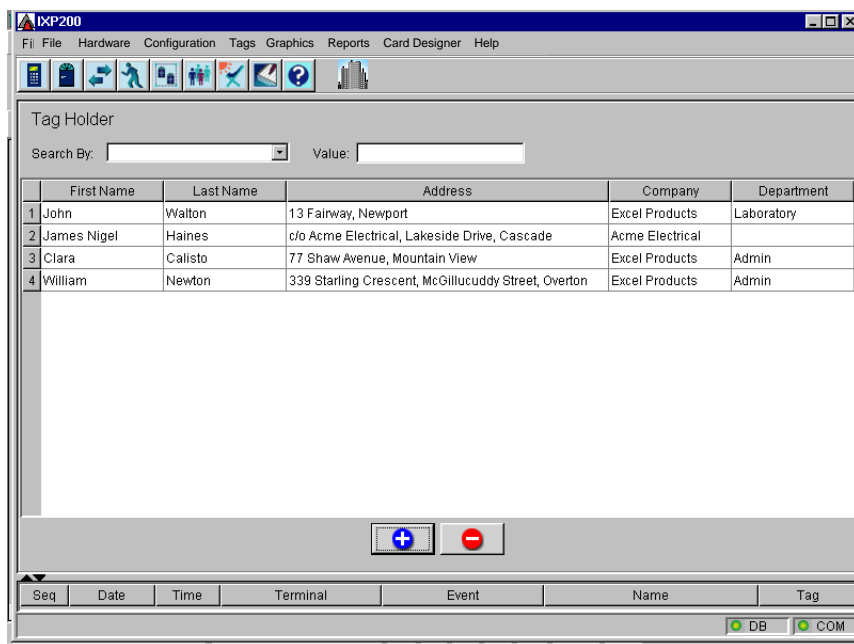 IXP200
Fil File Hardware Configuration Tags Graphics Reports Card Designer Help
Tag Holder
Search By: Value:
First Name Last Name Address Company Department
1 John Walton 13 Fairway, Newport Excel Products Laboratory
2 James Nigel Haines c/o Acme Electrical, Lakeside Drive, Cascade Acme Electrical
3 Clara Calisto 77 Shaw Avenue, Mountain View Excel Products Admin
4 William Newton 339 Starling Crescent, McGillucuddy Street, Overton Excel Products Admin
Seq Date Time Terminal Event Name Tag
DB COM